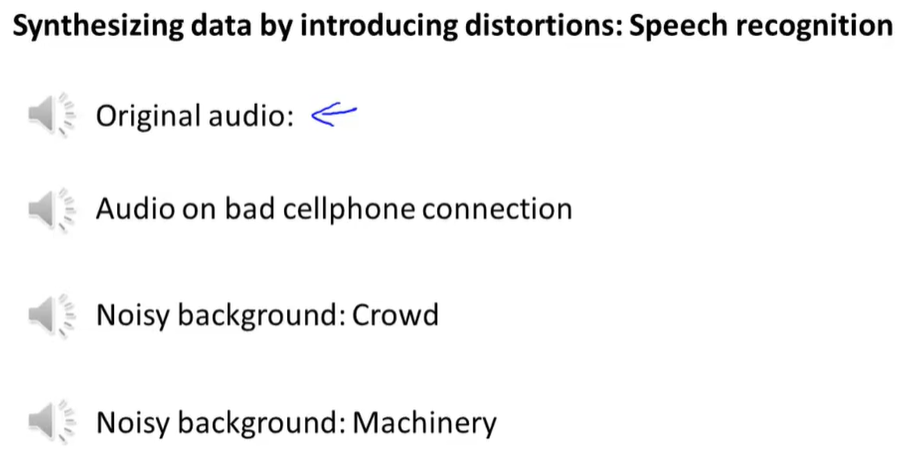 Synthesizing data by introducing distortions: Speech recognition
Original audio:
Audio on bad cellphone connection
Noisy background: Crowd
Noisy background: Machinery